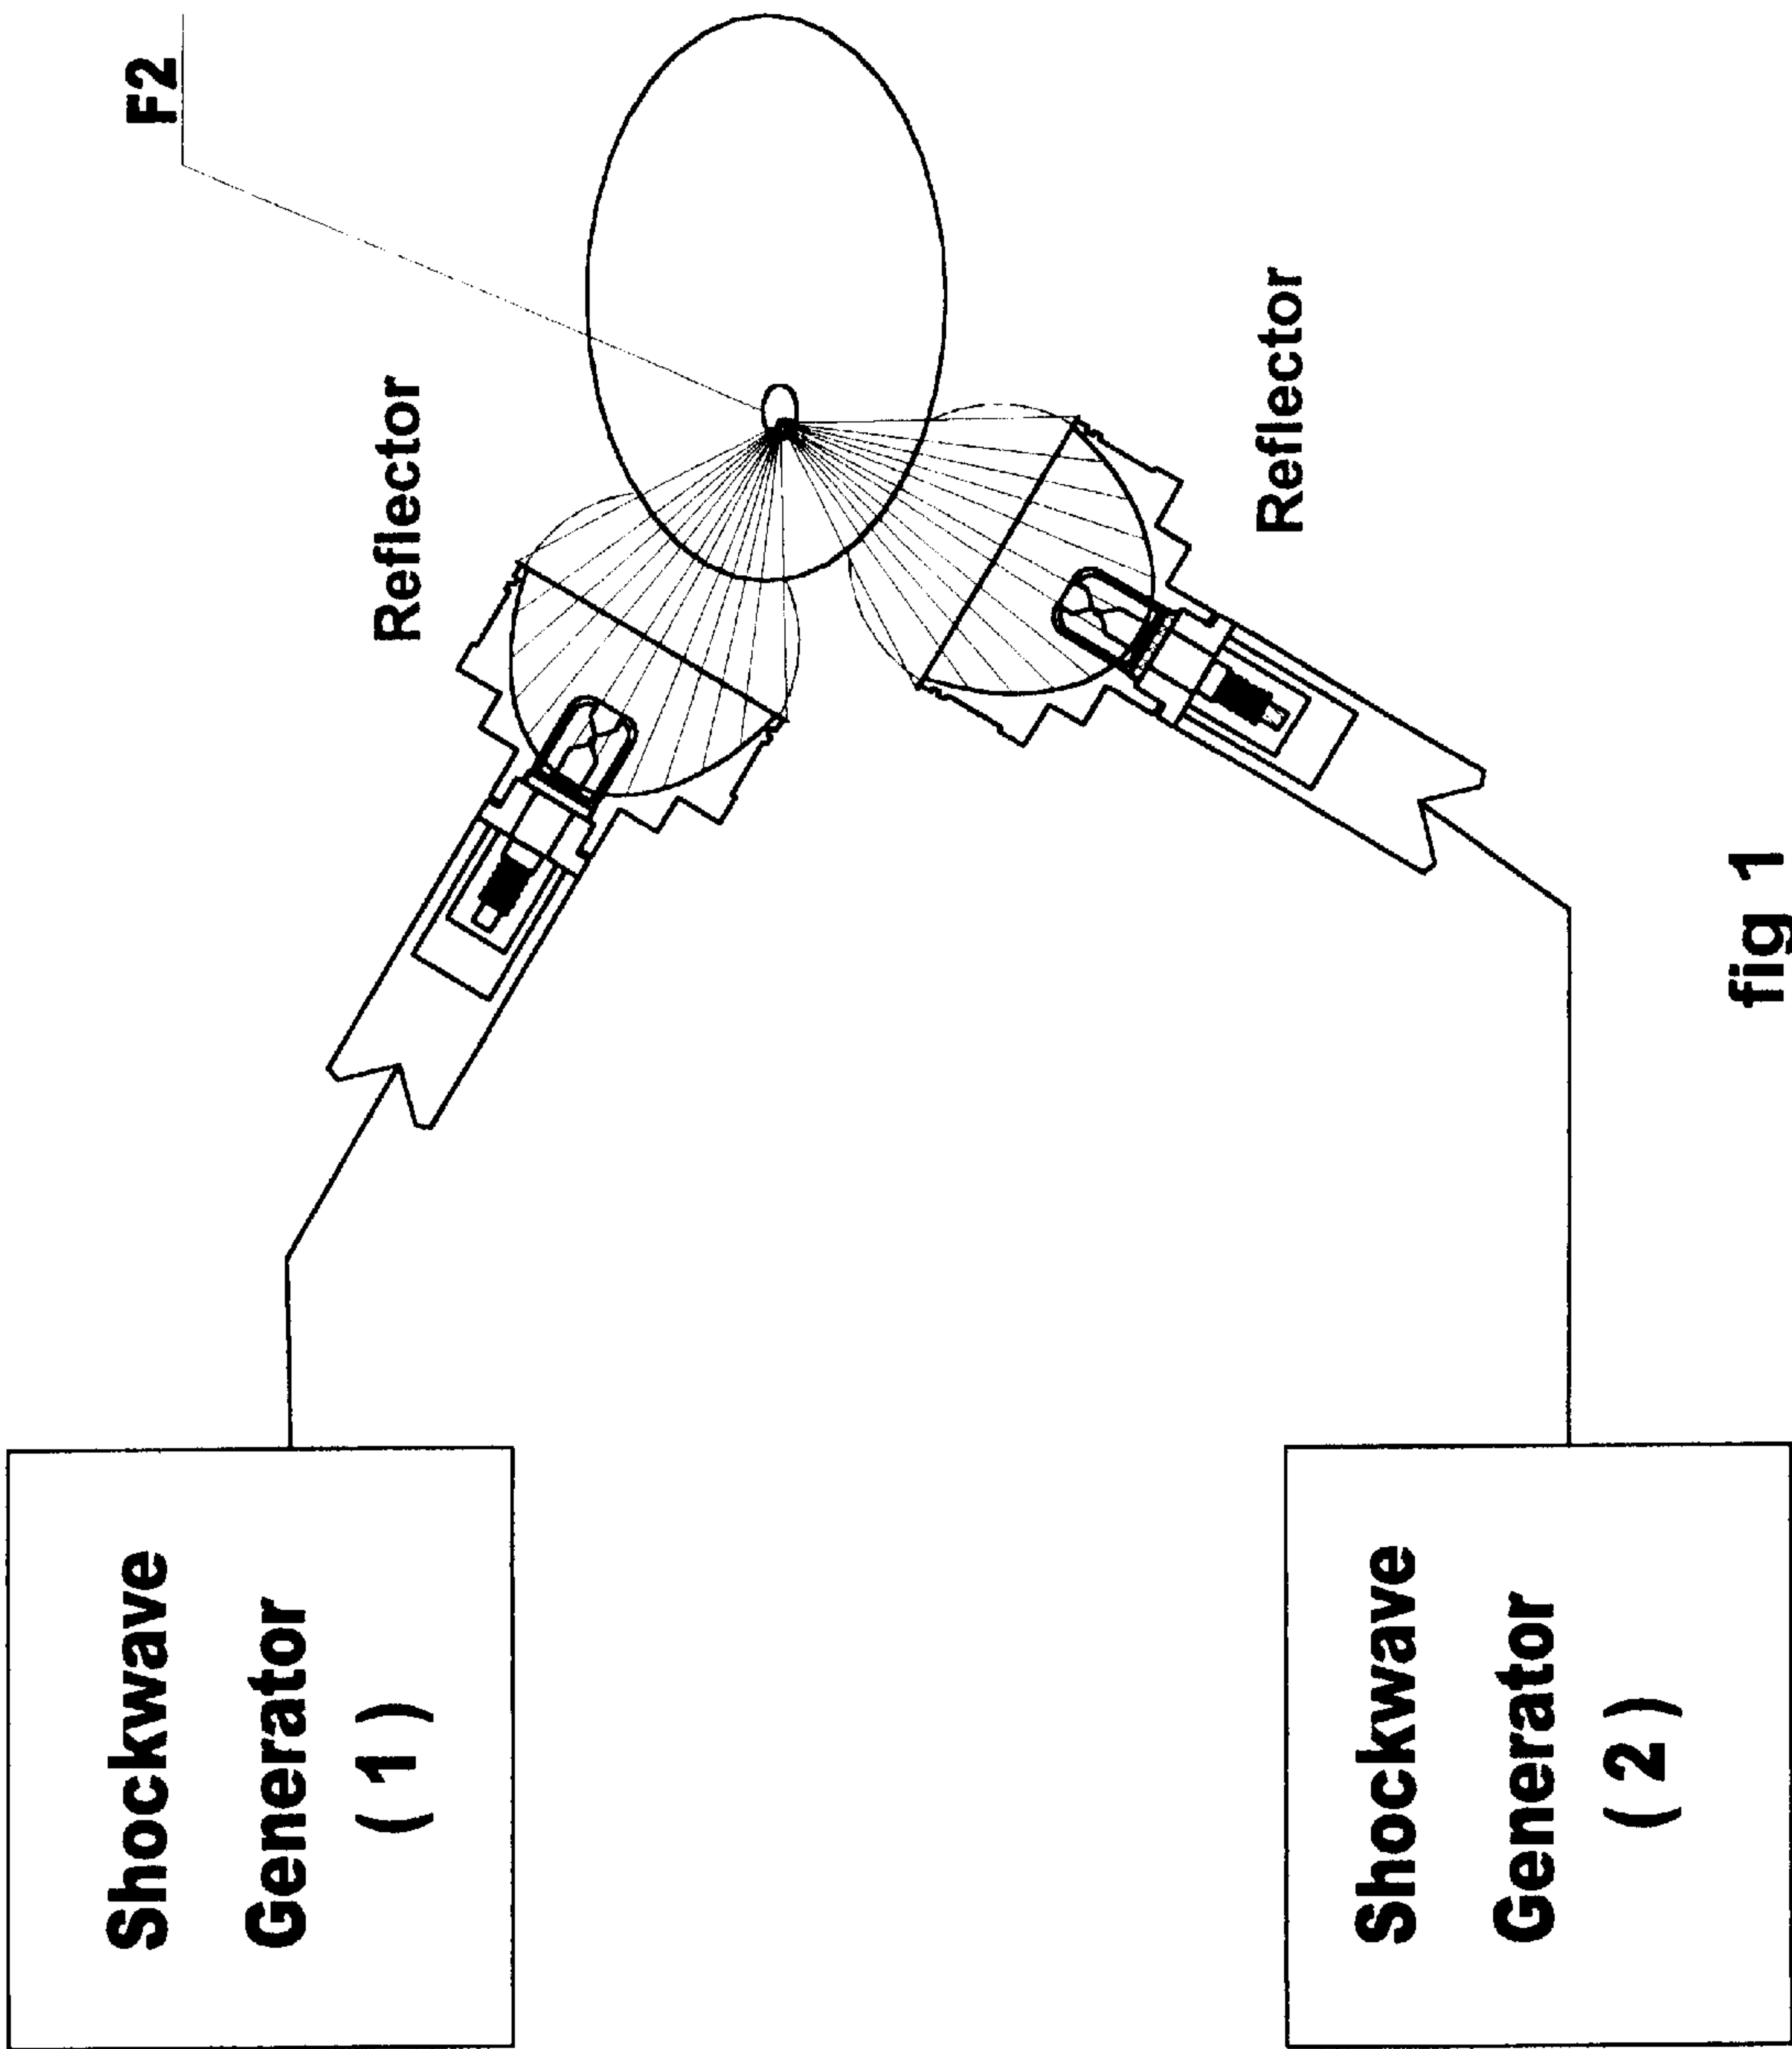 Shockwave
Generator
( 1 )
Reflector
F2
Shockwave
Generator
( 2 )
Reflector
fig 1